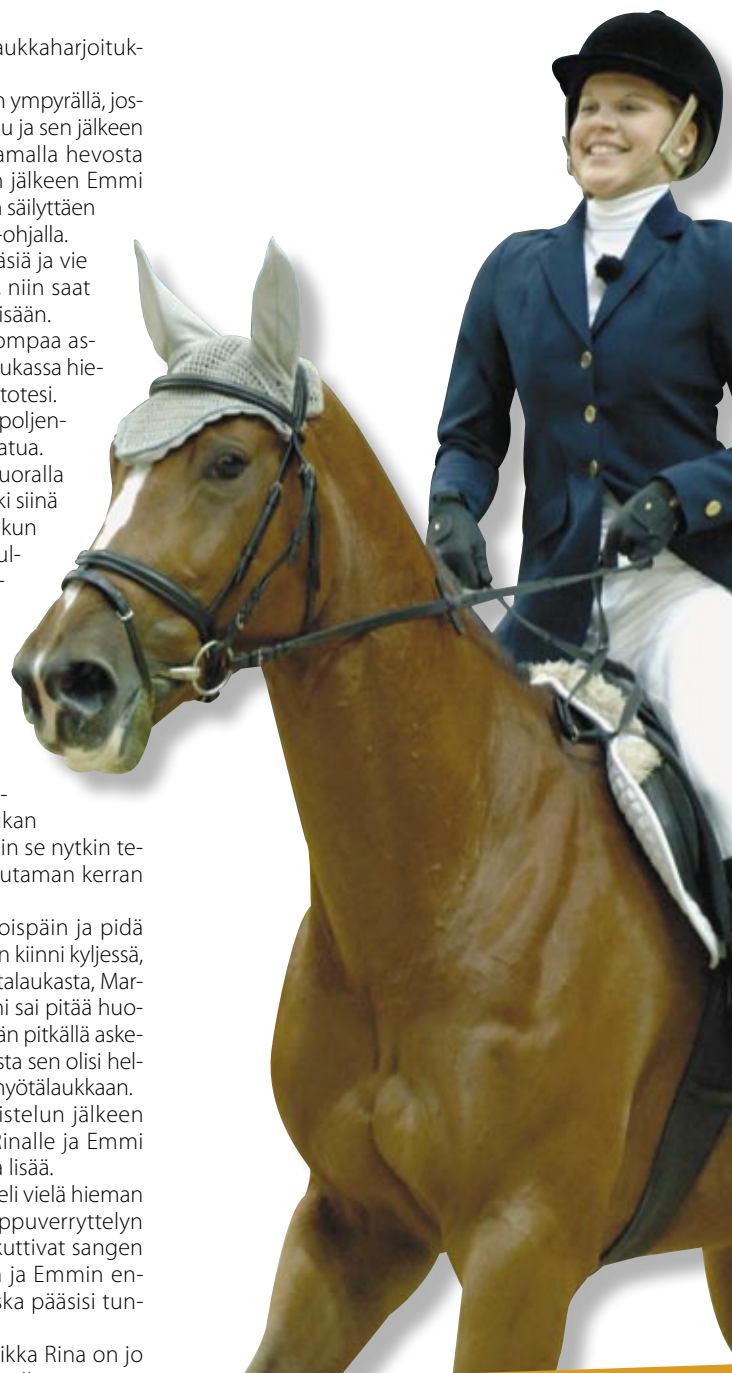 aukkaharjoituk-
n ympyrällä, jos-
u ja sen jälkeen
amalla hevosta
n jälkeen Emmi
säilyttäen
-ohjalla.
äsiä ja vie
niin saat
isään.
ompaa as-
ukassa hie-
totesi.
poljen-
atua.
uoralla
ki siinä
kun
ul-
-
-
kan
in se nytkin te-
utaman kerran
oispäin ja pidä
n kiinni kyljessä,
talaukasta, Mar-
ni sai pitää huo-
än pitkällä aske-
sta sen olisi hel-
nyötälaukkaan.
istelun jälkeen
Rinalle ja Emmi
a lisää.
eli vielä hieman
ppuverryttelyn
kuttivat sangen
ja Emmin en-
ska pääsisi tun-
ikka Rina on jo